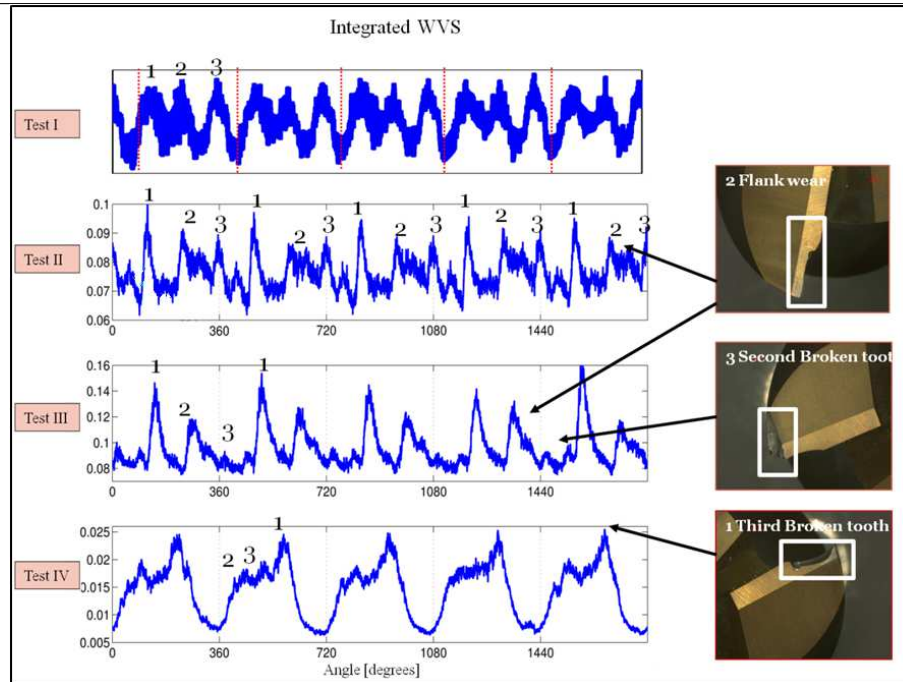 Integrated WVS
Test I
1 2 3
Test II
0.1
0.09
0.08
0.07
0.06
1 2 3 1 2 3 1 2 3 1 2 3 1 2 3
0 360 720 1080 1440
Test III
0.16
0.14
0.12
0.1
0.08
1 2 3 1
0 360 720 1080 1440
Test IV
0.025
0.02
0.015
0.01
0.005
2 3 1
0 360 720 1080 1440
Angle [degrees]
2 Flank wear
3 Second Broken toot
1 Third Broken tooth